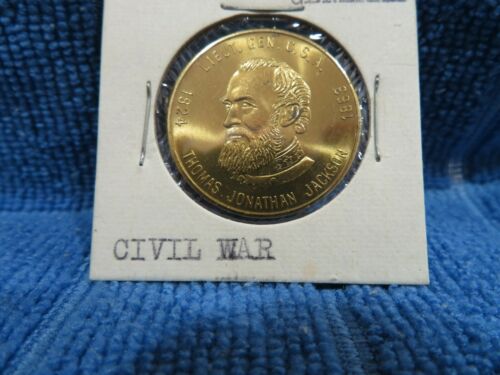 LIEUT. GEN. C.S.A.
1824 1863
THOMAS JONATHAN JACKSON
CIVIL WAR